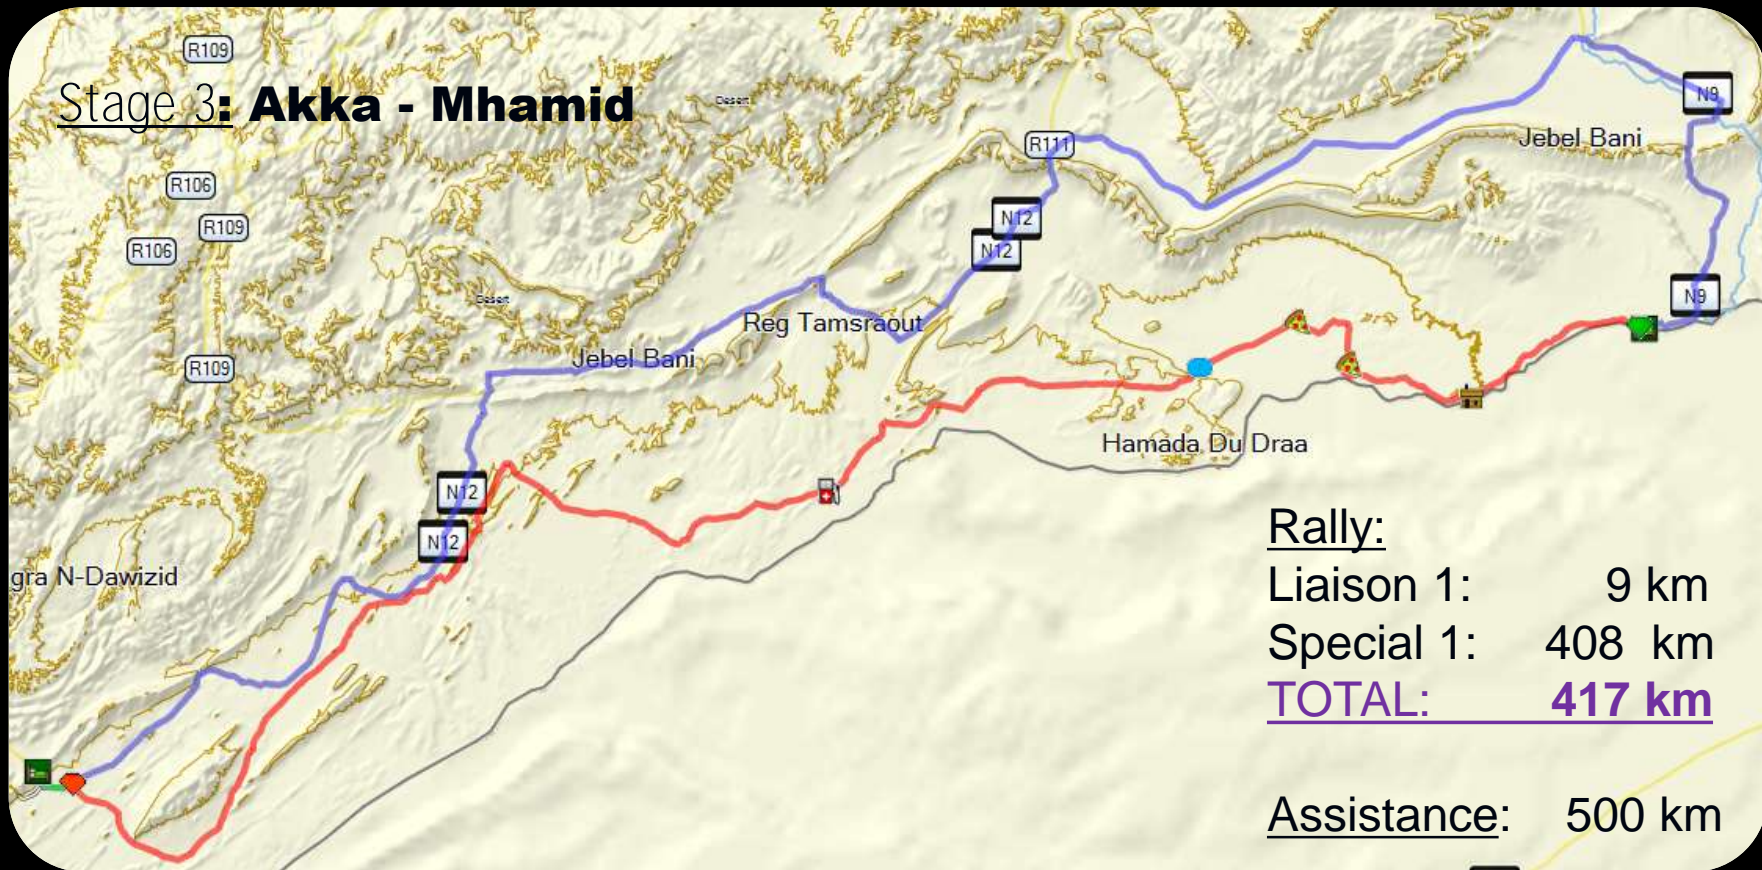 R109
Stage 3: Akka - Mhamid
Desert
N9
Jebel Bani
R111
R106
R109
R106
N12
N12
Desert
N9
Reg Tamsraout
Jebel Bani
R109
Hamada Du Draa
N12
N12
gra N-Dawizid
Rally:
Liaison 1: 9 km
Special 1: 408 km
TOTAL: 417 km
Assistance: 500 km